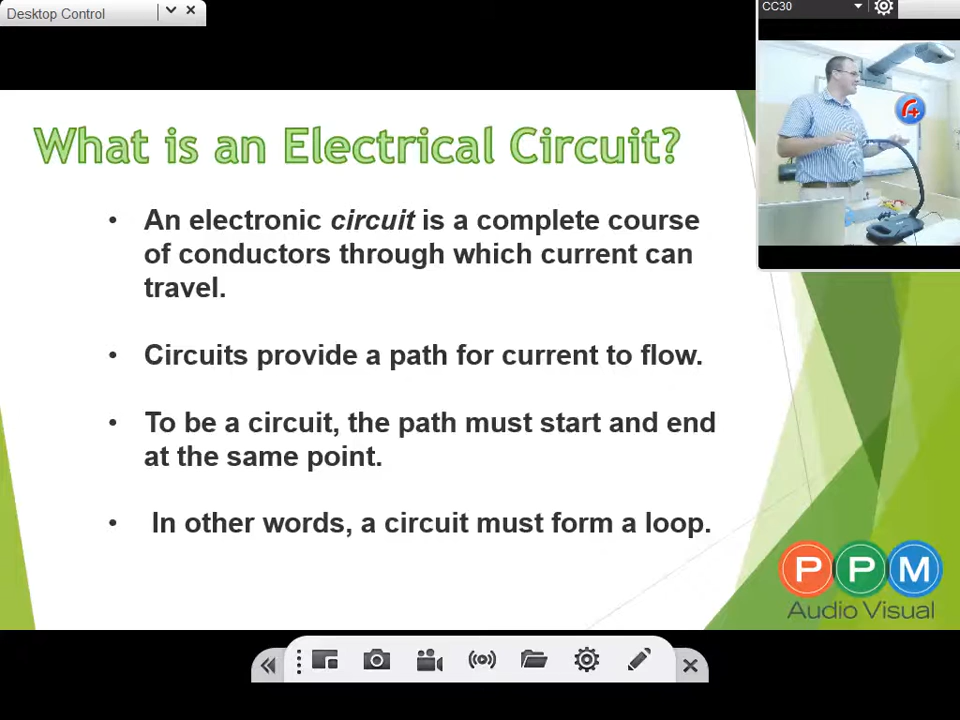 Desktop Control
CC30
What is an Electrical Circuit?
• An electronic circuit is a complete course
of conductors through which current can
travel.
• Circuits provide a path for current to flow.
• To be a circuit, the path must start and end
at the same point.
• In other words, a circuit must form a loop.
PPM
Audio Visual